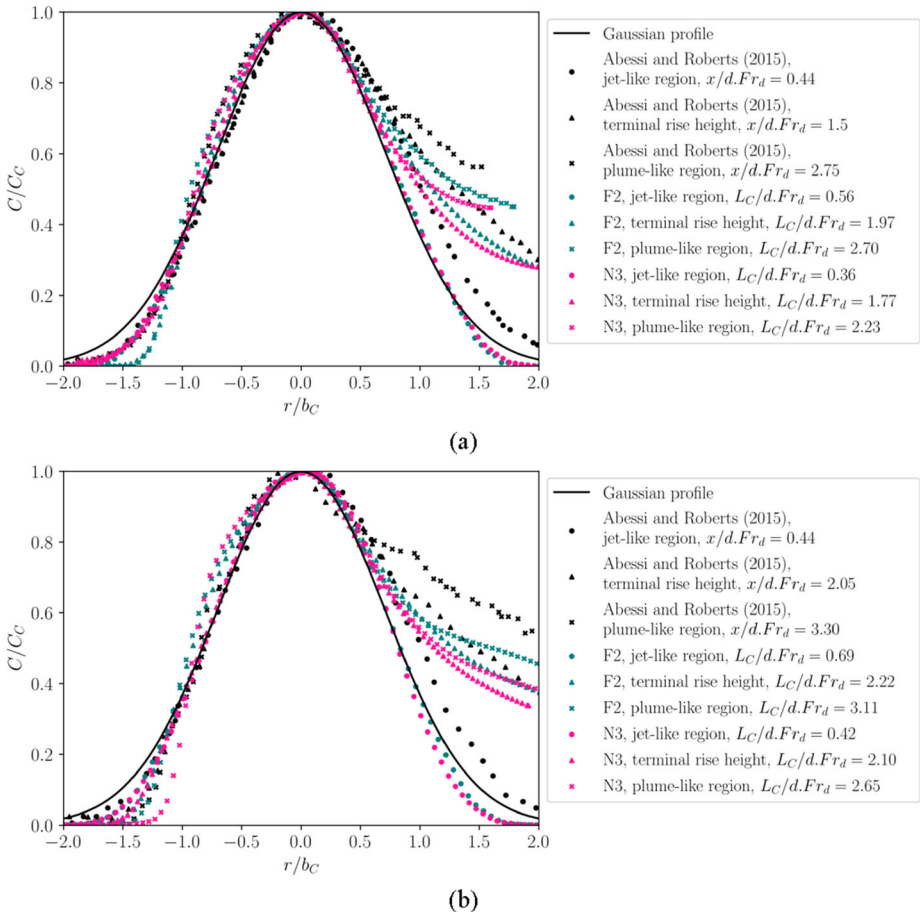 1.0
0.8
0.6
0.4
0.2
0.0
C/C_C
−2.0 −1.5 −1.0 −0.5 0.0 0.5 1.0 1.5 2.0
r/b_C
Gaussian profile
Abessi and Roberts (2015),
jet-like region, x/d.Fr_d = 0.44
Abessi and Roberts (2015),
terminal rise height, x/d.Fr_d = 1.5
Abessi and Roberts (2015),
plume-like region, x/d.Fr_d = 2.75
F2, jet-like region, L_C/d.Fr_d = 0.56
F2, terminal rise height, L_C/d.Fr_d = 1.97
F2, plume-like region, L_C/d.Fr_d = 2.70
N3, jet-like region, L_C/d.Fr_d = 0.36
N3, terminal rise height, L_C/d.Fr_d = 1.77
N3, plume-like region, L_C/d.Fr_d = 2.23
(a)
1.0
0.8
0.6
0.4
0.2
0.0
C/C_C
−2.0 −1.5 −1.0 −0.5 0.0 0.5 1.0 1.5 2.0
r/b_C
Gaussian profile
Abessi and Roberts (2015),
jet-like region, x/d.Fr_d = 0.44
Abessi and Roberts (2015),
terminal rise height, x/d.Fr_d = 2.05
Abessi and Roberts (2015),
plume-like region, x/d.Fr_d = 3.30
F2, jet-like region, L_C/d.Fr_d = 0.69
F2, terminal rise height, L_C/d.Fr_d = 2.22
F2, plume-like region, L_C/d.Fr_d = 3.11
N3, jet-like region, L_C/d.Fr_d = 0.42
N3, terminal rise height, L_C/d.Fr_d = 2.10
N3, plume-like region, L_C/d.Fr_d = 2.65
(b)